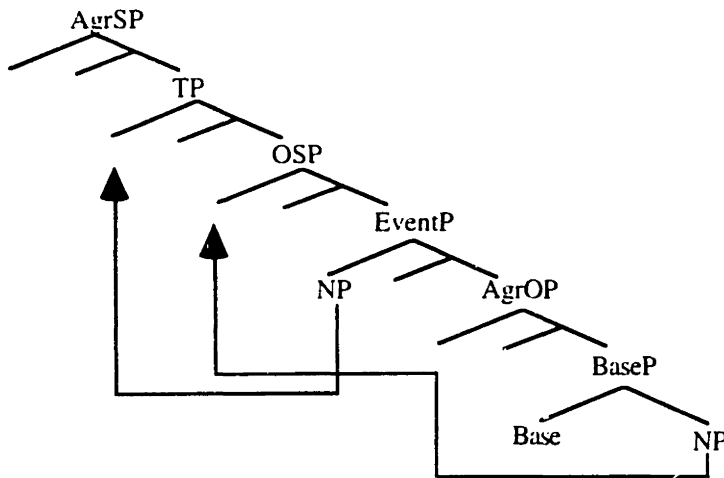 AgrSP
TP
OSP
EventP
NP AgrOP
BaseP
Base NP